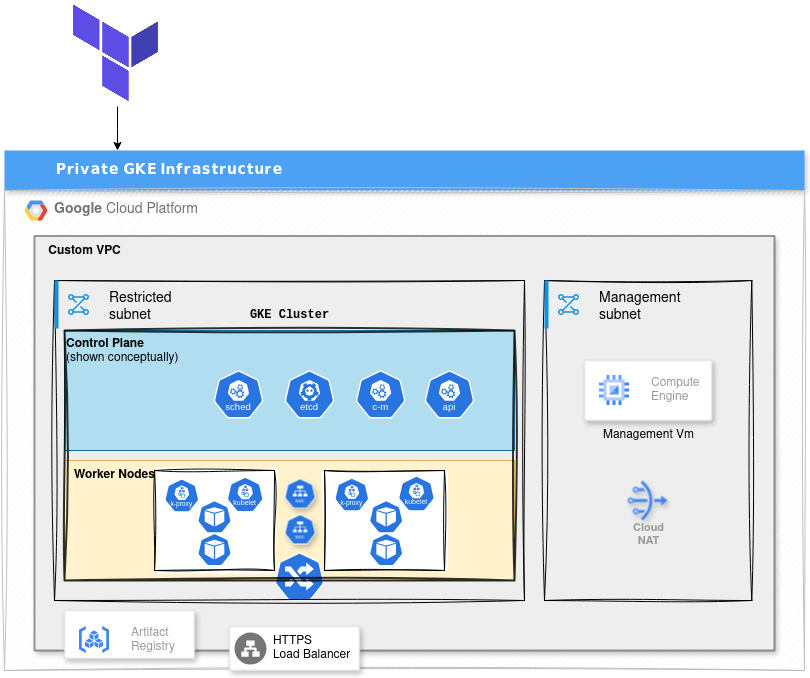 Private GKE Infrastructure
Google Cloud Platform
Custom VPC
Restricted
subnet
GKE Cluster
Control Plane
(shown conceptually)
sched
etcd
c-m
api
Worker Nodes
k-proxy
kubelet
svc
k-proxy
kubelet
svc
Management
subnet
Compute
Engine
Management Vm
Cloud
NAT
Artifact
Registry
HTTPS
Load Balancer